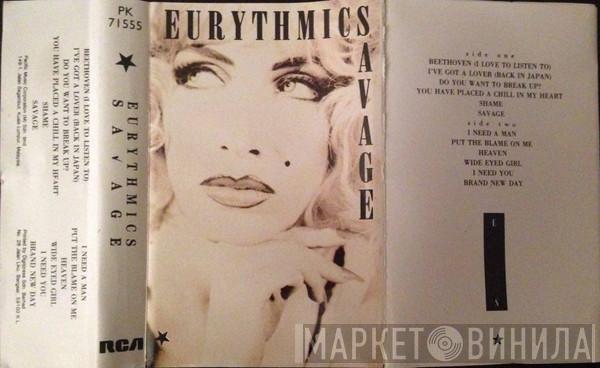 PK
71555
BEETHOVEN (I LOVE TO LISTEN TO)
I'VE GOT A LOVER (BACK IN JAPAN)
DO YOU WANT TO BREAK UP?
YOU HAVE PLACED A CHILL IN MY HEART
SHAME
SAVAGE
Pacific Music Corporation (M) Sdn. Bhd.
EURYTHMICS
SAVAGE
I NEED A MAN
PUT THE BLAME ON ME
HEAVEN
WIDE EYED GIRL
I NEED YOU
BRAND NEW DAY
RCA
EURYTHMICS
SAVAGE
side one
BEETHOVEN (I LOVE TO LISTEN TO)
I'VE GOT A LOVER (BACK IN JAPAN)
DO YOU WANT TO BREAK UP?
YOU HAVE PLACED A CHILL IN MY HEART
SHAME
SAVAGE
side two
I NEED A MAN
PUT THE BLAME ON ME
HEAVEN
WIDE EYED GIRL
I NEED YOU
BRAND NEW DAY
E
S
МАРКЕТ ВИНИЛА